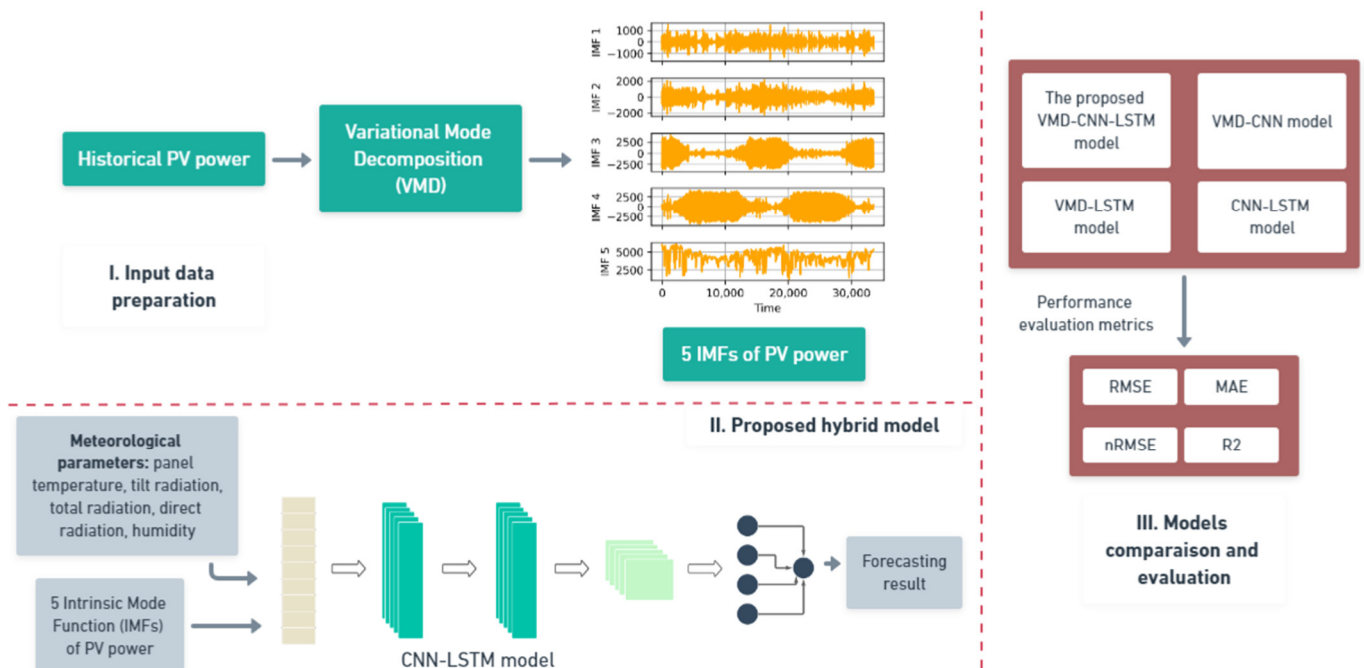 Historical PV power
Variational Mode
Decomposition
(VMD)
I. Input data
preparation
IMF 1
1000
0
−1000
IMF 2
2000
0
−2000
IMF 3
2500
0
−2500
IMF 4
2500
0
−2500
IMF 5
5000
2500
0
10,000
20,000
30,000
Time
5 IMFs of PV power
II. Proposed hybrid model
Meteorological
parameters: panel
temperature, tilt radiation,
total radiation, direct
radiation, humidity
5 Intrinsic Mode
Function (IMFs)
of PV power
CNN-LSTM model
Forecasting
result
The proposed
VMD-CNN-LSTM
model
VMD-CNN model
VMD-LSTM
model
CNN-LSTM
model
Performance
evaluation metrics
RMSE
MAE
nRMSE
R2
III. Models
comparaison and
evaluation